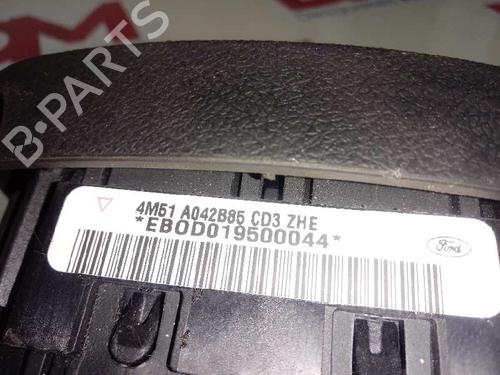 B-PARTS
4M51 A042B85 CD3 ZHE
*EBOD019500044*
Ford